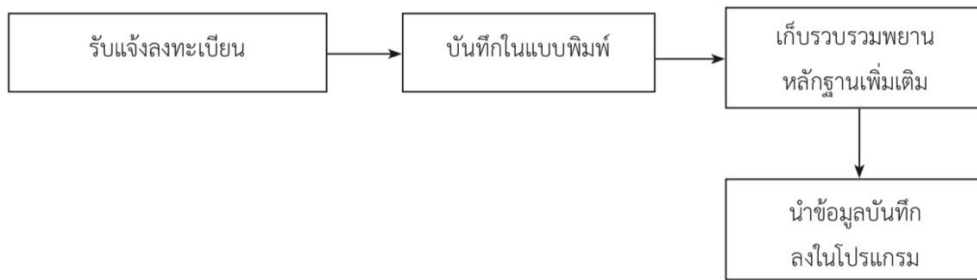 รับแจ้งลงทะเบียน
บันทึกในแบบพิมพ์
เก็บรวบรวมพยาน
หลักฐานเพิ่มเติม
นำข้อมูลบันทึก
ลงในโปรแกรม